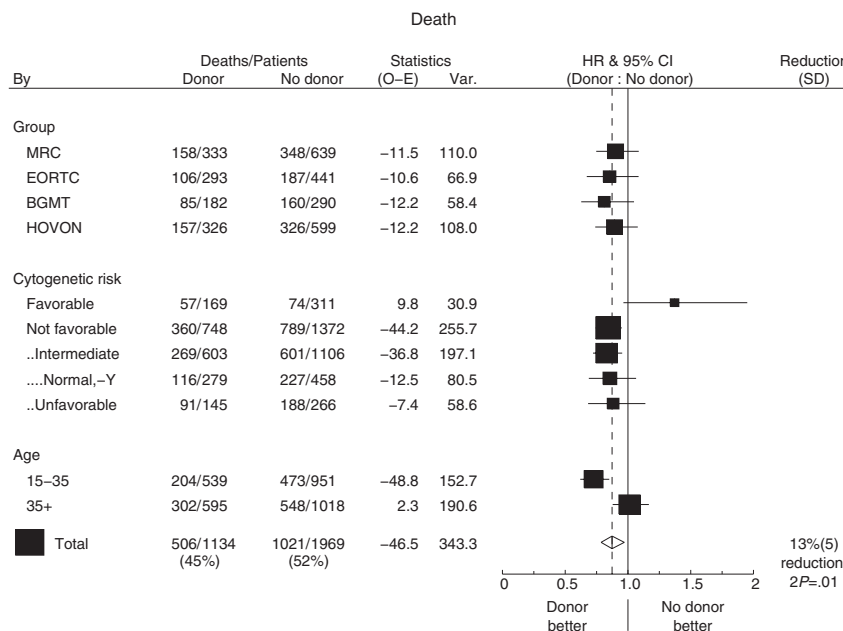 Death
Deaths/Patients Statistics HR & 95% CI Reduction
By Donor No donor (O–E) Var. (Donor : No donor) (SD)
Group
MRC 158/333 348/639 –11.5 110.0
EORTC 106/293 187/441 –10.6 66.9
BGMT 85/182 160/290 –12.2 58.4
HOVON 157/326 326/599 –12.2 108.0
Cytogenetic risk
Favorable 57/169 74/311 9.8 30.9
Not favorable 360/748 789/1372 –44.2 255.7
..Intermediate 269/603 601/1106 –36.8 197.1
....Normal,–Y 116/279 227/458 –12.5 80.5
..Unfavorable 91/145 188/266 –7.4 58.6
Age
15–35 204/539 473/951 –48.8 152.7
35+ 302/595 548/1018 2.3 190.6
Total 506/1134 1021/1969 –46.5 343.3 13%(5)
(45%) (52%) reduction
0 0.5 1.0 1.5 2 2P=.01
Donor No donor
better better